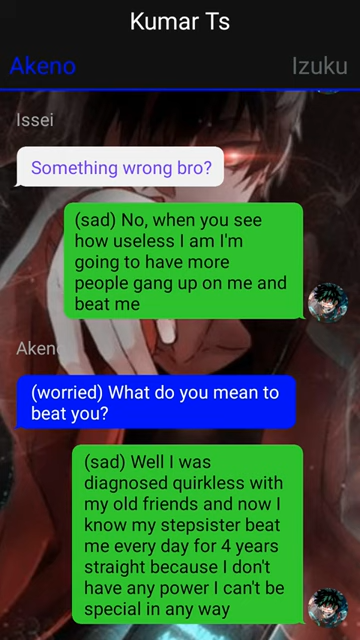 Kumar Ts
Akeno
Izuku
Issei
Something wrong bro?
(sad) No, when you see
how useless I am I'm
going to have more
people gang up on me and
beat me
Akeno
(worried) What do you mean to
beat you?
(sad) Well I was
diagnosed quirkless with
my old friends and now I
know my stepsister beat
me every day for 4 years
straight because I don't
have any power I can't be
special in any way